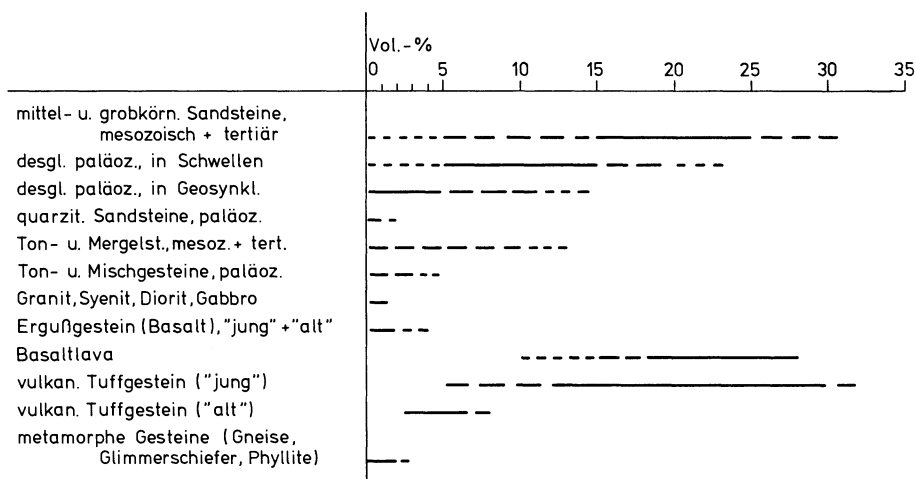 Vol.-%
0 5 10 15 20 25 30 35
mittel- u. grobkörn. Sandsteine,
mesozoisch + tertiär
desgl. paläoz., in Schwellen
desgl. paläoz., in Geosynkl.
quarzit. Sandsteine, paläoz.
Ton- u. Mergelst., mesoz. + tert.
Ton- u. Mischgesteine, paläoz.
Granit, Syenit, Diorit, Gabbro
Ergußgestein (Basalt), "jung" + "alt"
Basaltlava
vulkan. Tuffgestein ("jung")
vulkan. Tuffgestein ("alt")
metamorphe Gesteine (Gneise,
Glimmerschiefer, Phyllite)